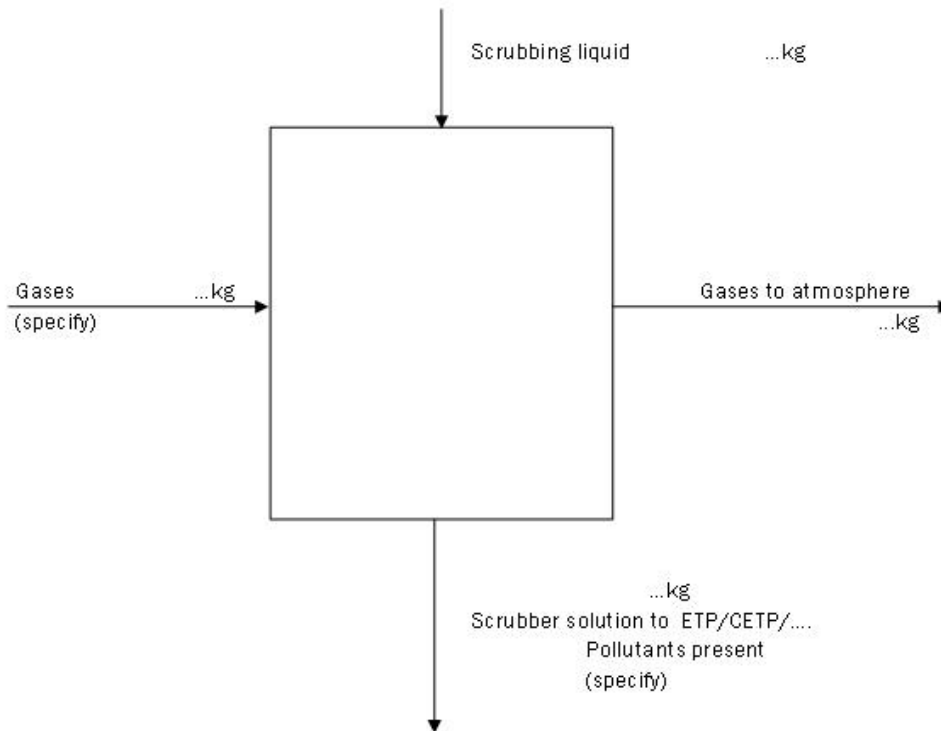 Scrubbing liquid ...kg
Gases ...kg
(specify)
Gases to atmosphere
...kg
...kg
Scrubber solution to ETP/CETP/....
Pollutants present
(specify)